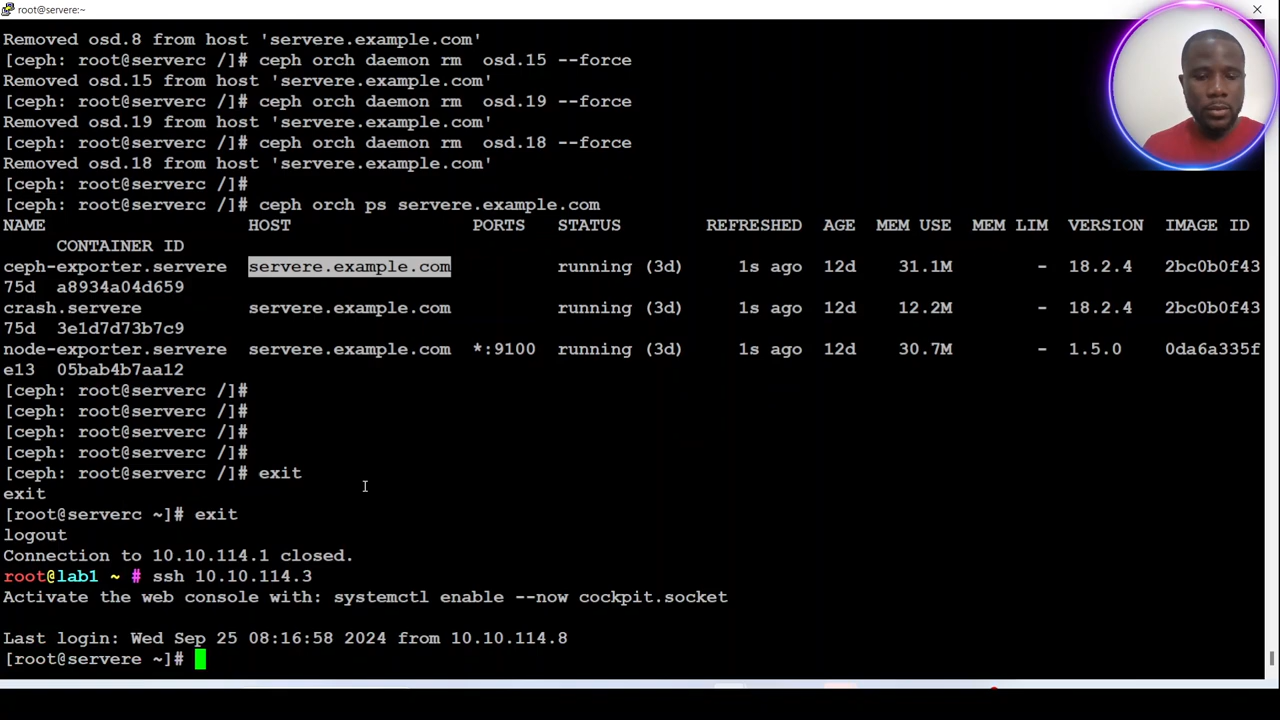 root@servere:~
Removed osd.8 from host 'servere.example.com'
[ceph: root@serverc /]# ceph orch daemon rm  osd.15 --force
Removed osd.15 from host 'servere.example.com'
[ceph: root@serverc /]# ceph orch daemon rm  osd.19 --force
Removed osd.19 from host 'servere.example.com'
[ceph: root@serverc /]# ceph orch daemon rm  osd.18 --force
Removed osd.18 from host 'servere.example.com'
[ceph: root@serverc /]#
[ceph: root@serverc /]# ceph orch ps servere.example.com
NAME HOST PORTS STATUS REFRESHED AGE MEM USE MEM LIM VERSION IMAGE ID
CONTAINER ID
ceph-exporter.servere servere.example.com running (3d) 1s ago 12d 31.1M - 18.2.4 2bc0b0f43
75d a8934a04d659
crash.servere servere.example.com running (3d) 1s ago 12d 12.2M - 18.2.4 2bc0b0f43
75d 3e1d7d73b7c9
node-exporter.servere servere.example.com *:9100 running (3d) 1s ago 12d 30.7M - 1.5.0 0da6a335f
e13 05bab4b7aa12
[ceph: root@serverc /]#
[ceph: root@serverc /]#
[ceph: root@serverc /]#
[ceph: root@serverc /]#
[ceph: root@serverc /]# exit
exit
[root@serverc ~]# exit
logout
Connection to 10.10.114.1 closed.
root@lab1 ~ # ssh 10.10.114.3
Activate the web console with: systemctl enable --now cockpit.socket
Last login: Wed Sep 25 08:16:58 2024 from 10.10.114.8
[root@servere ~]#